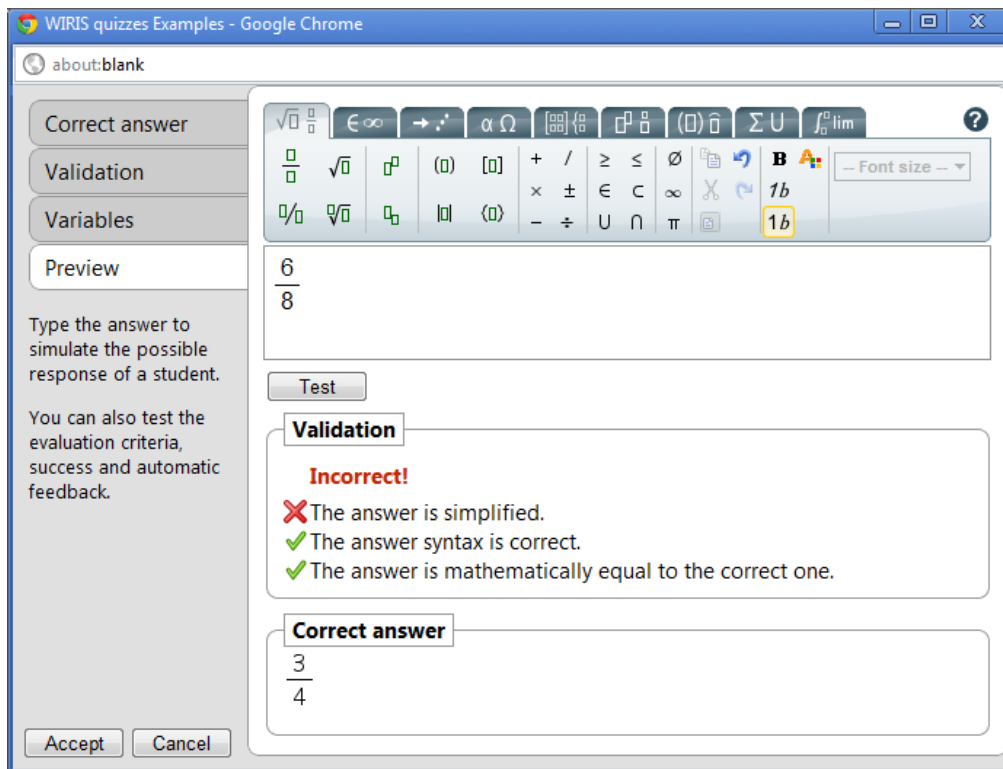 WIRIS quizzes Examples - Google Chrome
about:blank
Correct answer
Validation
Variables
Preview
Type the answer to
simulate the possible
response of a student.
You can also test the
evaluation criteria,
success and automatic
feedback.
Accept
Cancel
√▯ ▯/▯
∈∞
→⋰
α Ω
▯^▯
(▯)
Σ U
∫ lim
?
+ / ≥ ≤ Ø B A
× ± ∈ ⊂ ∞ 1b
− ÷ ∪ ∩ π 1b
-- Font size --
6
8
Test
Validation
Incorrect!
The answer is simplified.
The answer syntax is correct.
The answer is mathematically equal to the correct one.
Correct answer
3
4